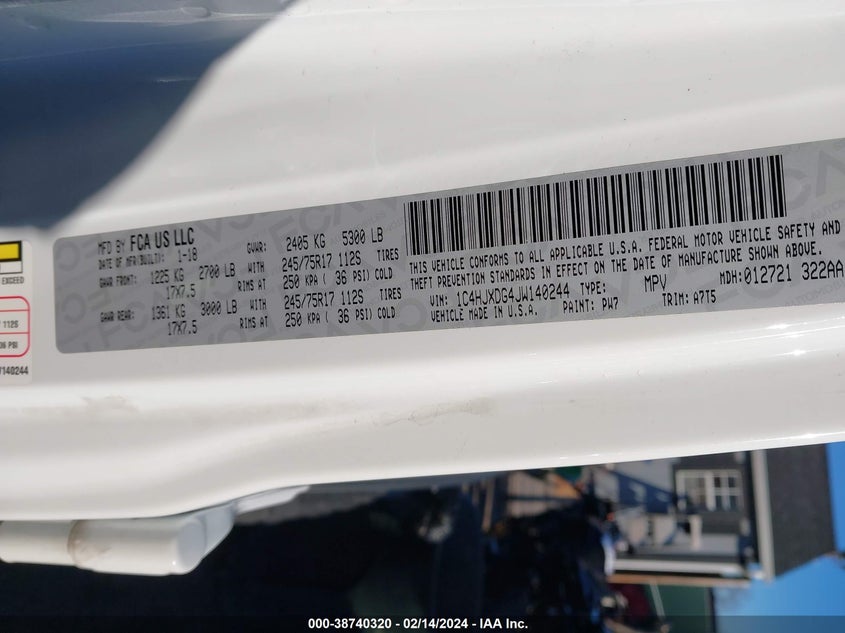 MFD BY FCA US LLC
DATE OF MFR(BUILT): 1-18
GVWR: 2405 KG 5300 LB
GAWR FRONT: 1225 KG 2700 LB WITH 245/75R17 112S TIRES
17X7.5 RIMS AT 250 KPA ( 36 PSI) COLD
GAWR REAR: 1361 KG 3000 LB WITH 245/75R17 112S TIRES
17X7.5 RIMS AT 250 KPA ( 36 PSI) COLD
THIS VEHICLE CONFORMS TO ALL APPLICABLE U.S.A. FEDERAL MOTOR VEHICLE SAFETY AND
THEFT PREVENTION STANDARDS IN EFFECT ON THE DATE OF MANUFACTURE SHOWN ABOVE.
VIN: 1C4HJXDG4JW140244 TYPE: MPV MDH: 012721 322AA
VEHICLE MADE IN U.S.A. PAINT: PW7 TRIM: A7T5
EXCEED
112S
PSI
140244
000-38740320 - 02/14/2024 - IAA Inc.